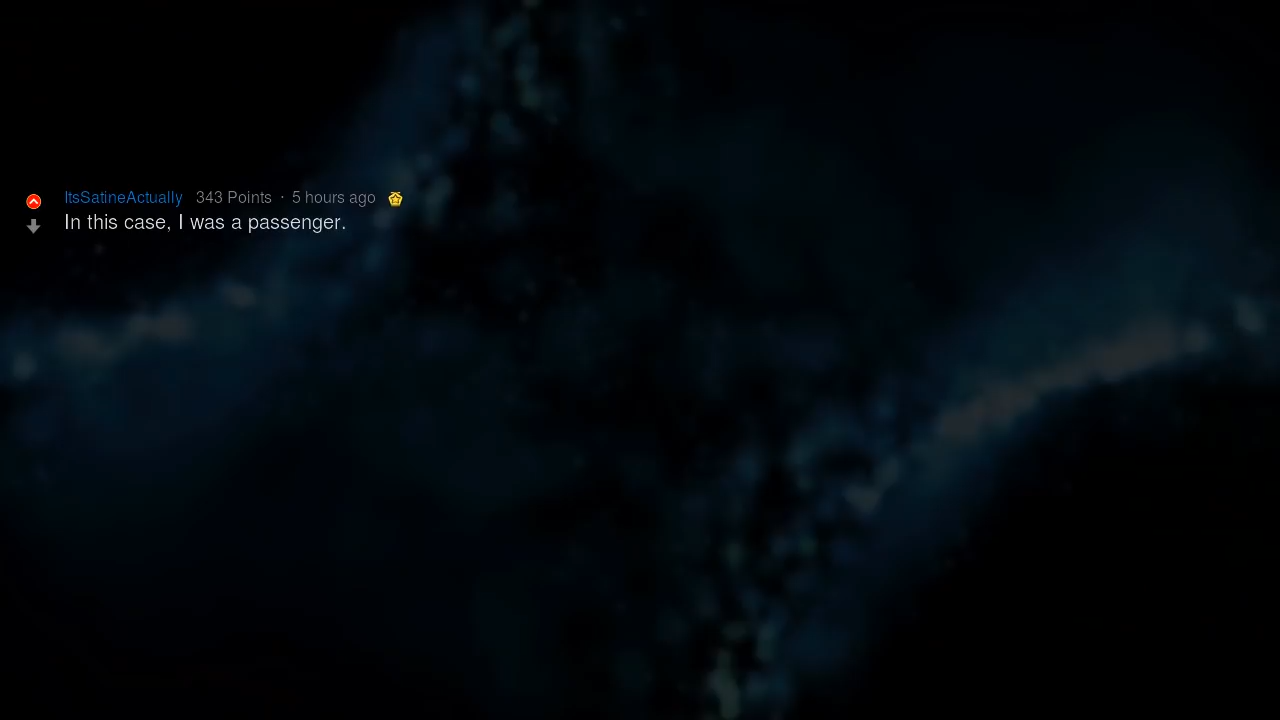 ItsSatineActually 343 Points · 5 hours ago
In this case, I was a passenger.